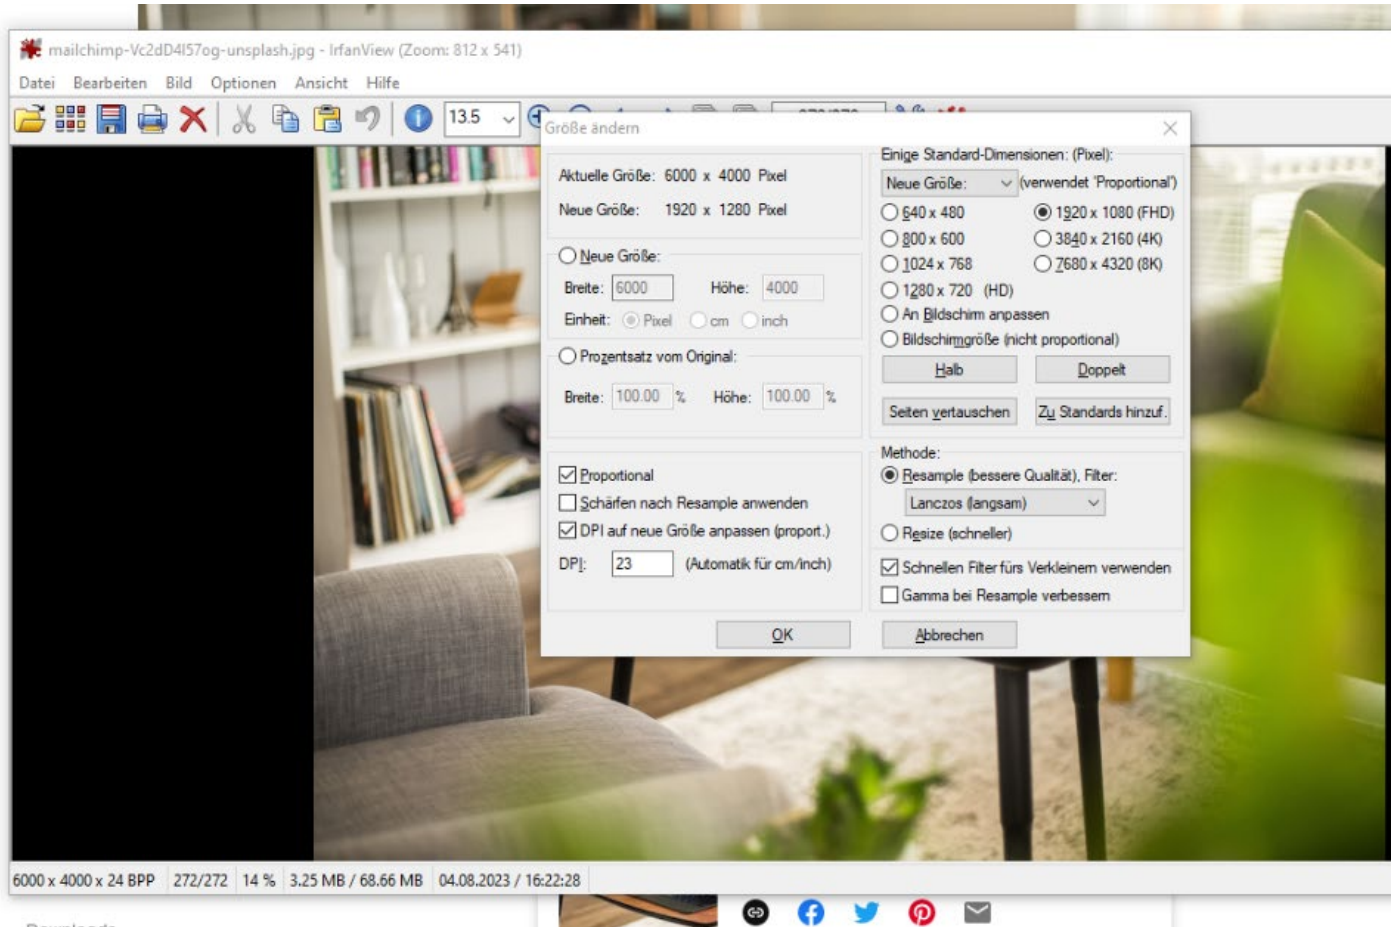 mailchimp-Vc2dD4I57og-unsplash.jpg - IrfanView (Zoom: 812 x 541)
Datei Bearbeiten Bild Optionen Ansicht Hilfe
13.5
Größe ändern
Aktuelle Größe: 6000 x 4000 Pixel
Neue Größe: 1920 x 1280 Pixel
Neue Größe:
Breite: 6000 Höhe: 4000
Einheit: Pixel cm inch
Prozentsatz vom Original:
Breite: 100.00 % Höhe: 100.00 %
Proportional
Schärfen nach Resample anwenden
DPI auf neue Größe anpassen (proport.)
DPI: 23 (Automatik für cm/inch)
Einige Standard-Dimensionen: (Pixel):
Neue Größe: (verwendet 'Proportional')
640 x 480 1920 x 1080 (FHD)
800 x 600 3840 x 2160 (4K)
1024 x 768 7680 x 4320 (8K)
1280 x 720 (HD)
An Bildschirm anpassen
Bildschirmgröße (nicht proportional)
Halb Doppelt
Seiten vertauschen Zu Standards hinzuf.
Methode:
Resample (bessere Qualität), Filter:
Lanczos (langsam)
Resize (schneller)
Schnellen Filter fürs Verkleinern verwenden
Gamma bei Resample verbessern
OK Abbrechen
6000 x 4000 x 24 BPP 272/272 14 % 3.25 MB / 68.66 MB 04.08.2023 / 16:22:28